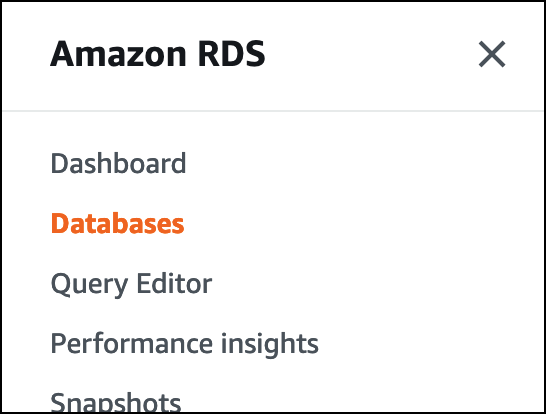 Amazon RDS
Dashboard
Databases
Query Editor
Performance insights
Snapshots